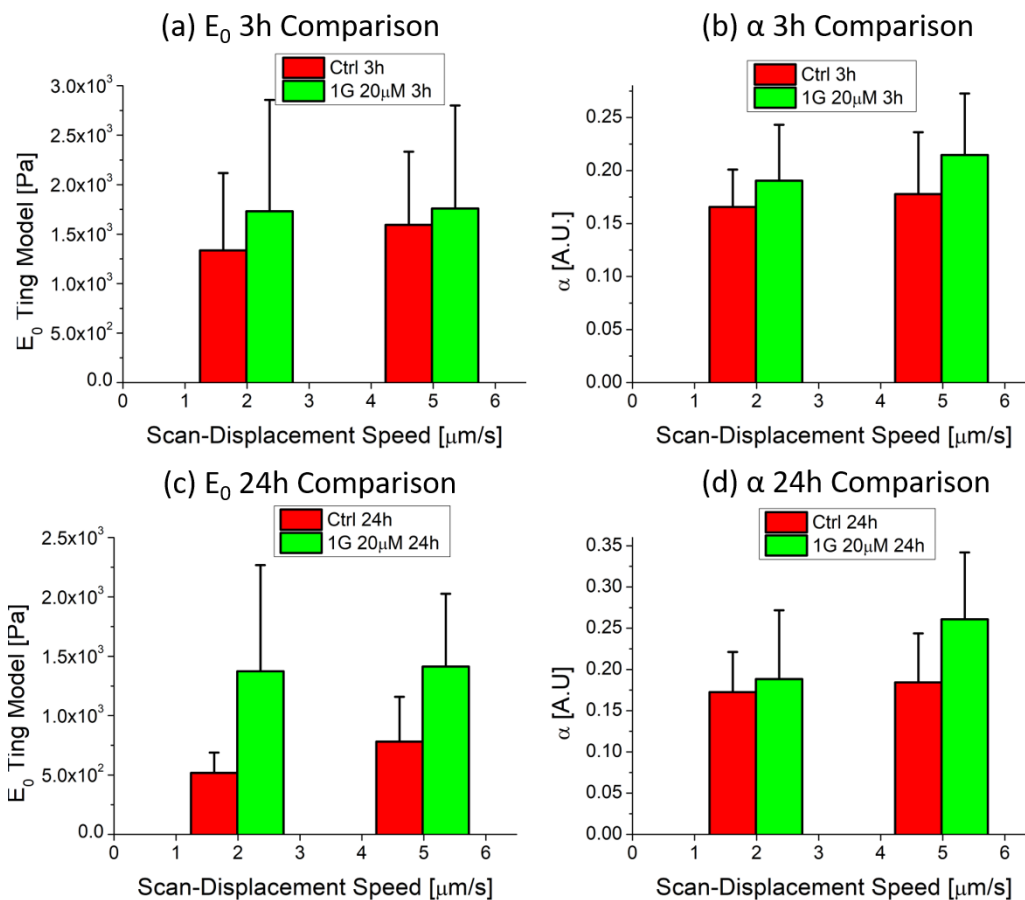 (a) E₀ 3h Comparison
Ctrl 3h
1G 20μM 3h
3.0x10³
2.5x10³
2.0x10³
1.5x10³
1.0x10³
5.0x10²
0.0
E₀ Ting Model [Pa]
0 1 2 3 4 5 6
Scan-Displacement Speed [μm/s]
(b) α 3h Comparison
Ctrl 3h
1G 20μM 3h
0.25
0.20
0.15
0.10
0.05
0.00
α [A.U.]
0 1 2 3 4 5 6
Scan-Displacement Speed [μm/s]
(c) E₀ 24h Comparison
Ctrl 24h
1G 20μM 24h
2.5x10³
2.0x10³
1.5x10³
1.0x10³
5.0x10²
0.0
E₀ Ting Model [Pa]
0 1 2 3 4 5 6
Scan-Displacement Speed [μm/s]
(d) α 24h Comparison
Ctrl 24h
1G 20μM 24h
0.35
0.30
0.25
0.20
0.15
0.10
0.05
0.00
α [A.U]
0 1 2 3 4 5 6
Scan-Displacement Speed [μm/s]